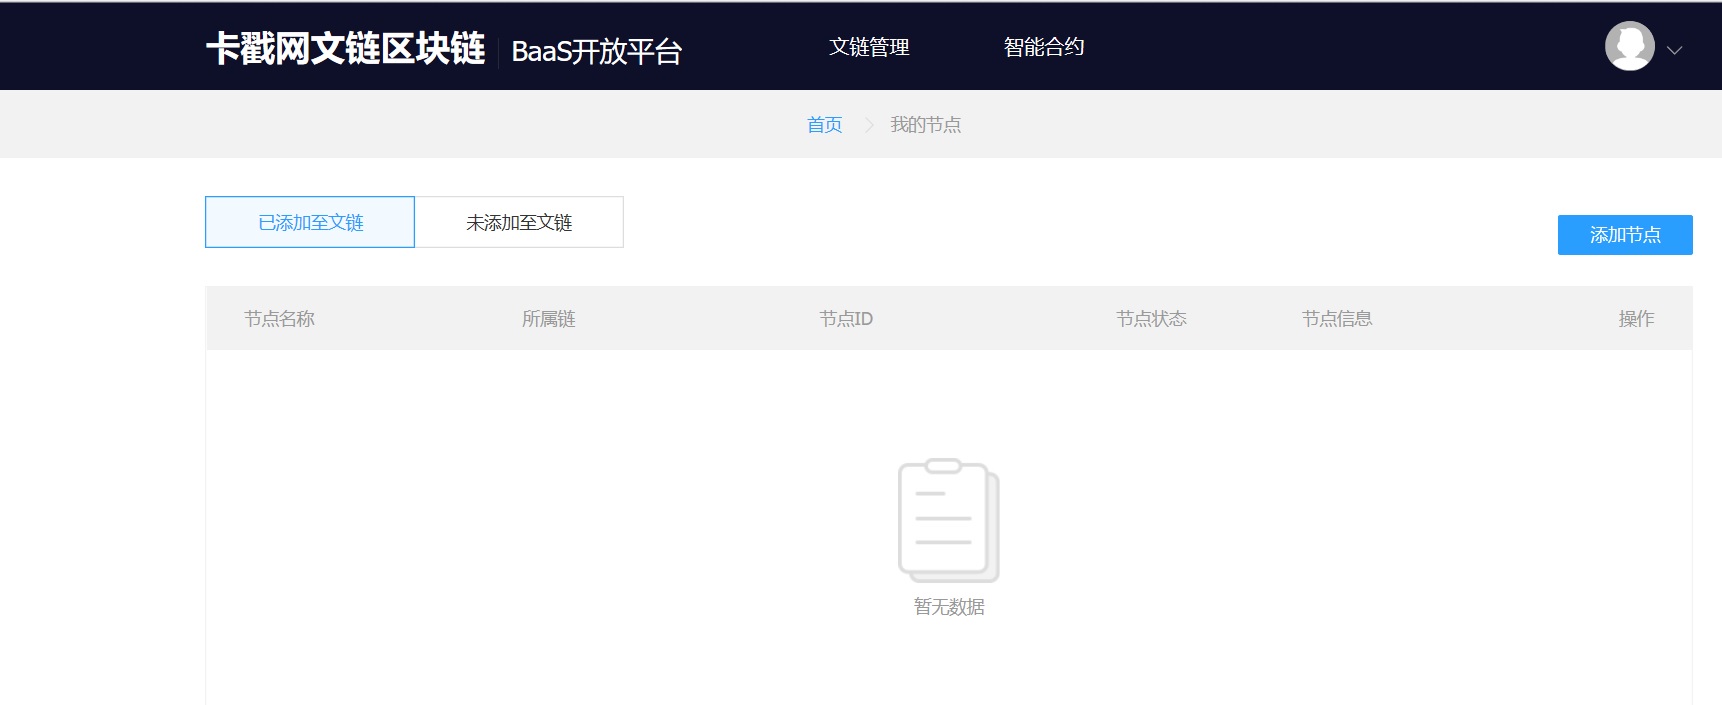 卡戳网文链区块链 BaaS开放平台 文链管理 智能合约
首页 我的节点
已添加至文链 未添加至文链
添加节点
节点名称 所属链 节点ID 节点状态 节点信息 操作
暂无数据